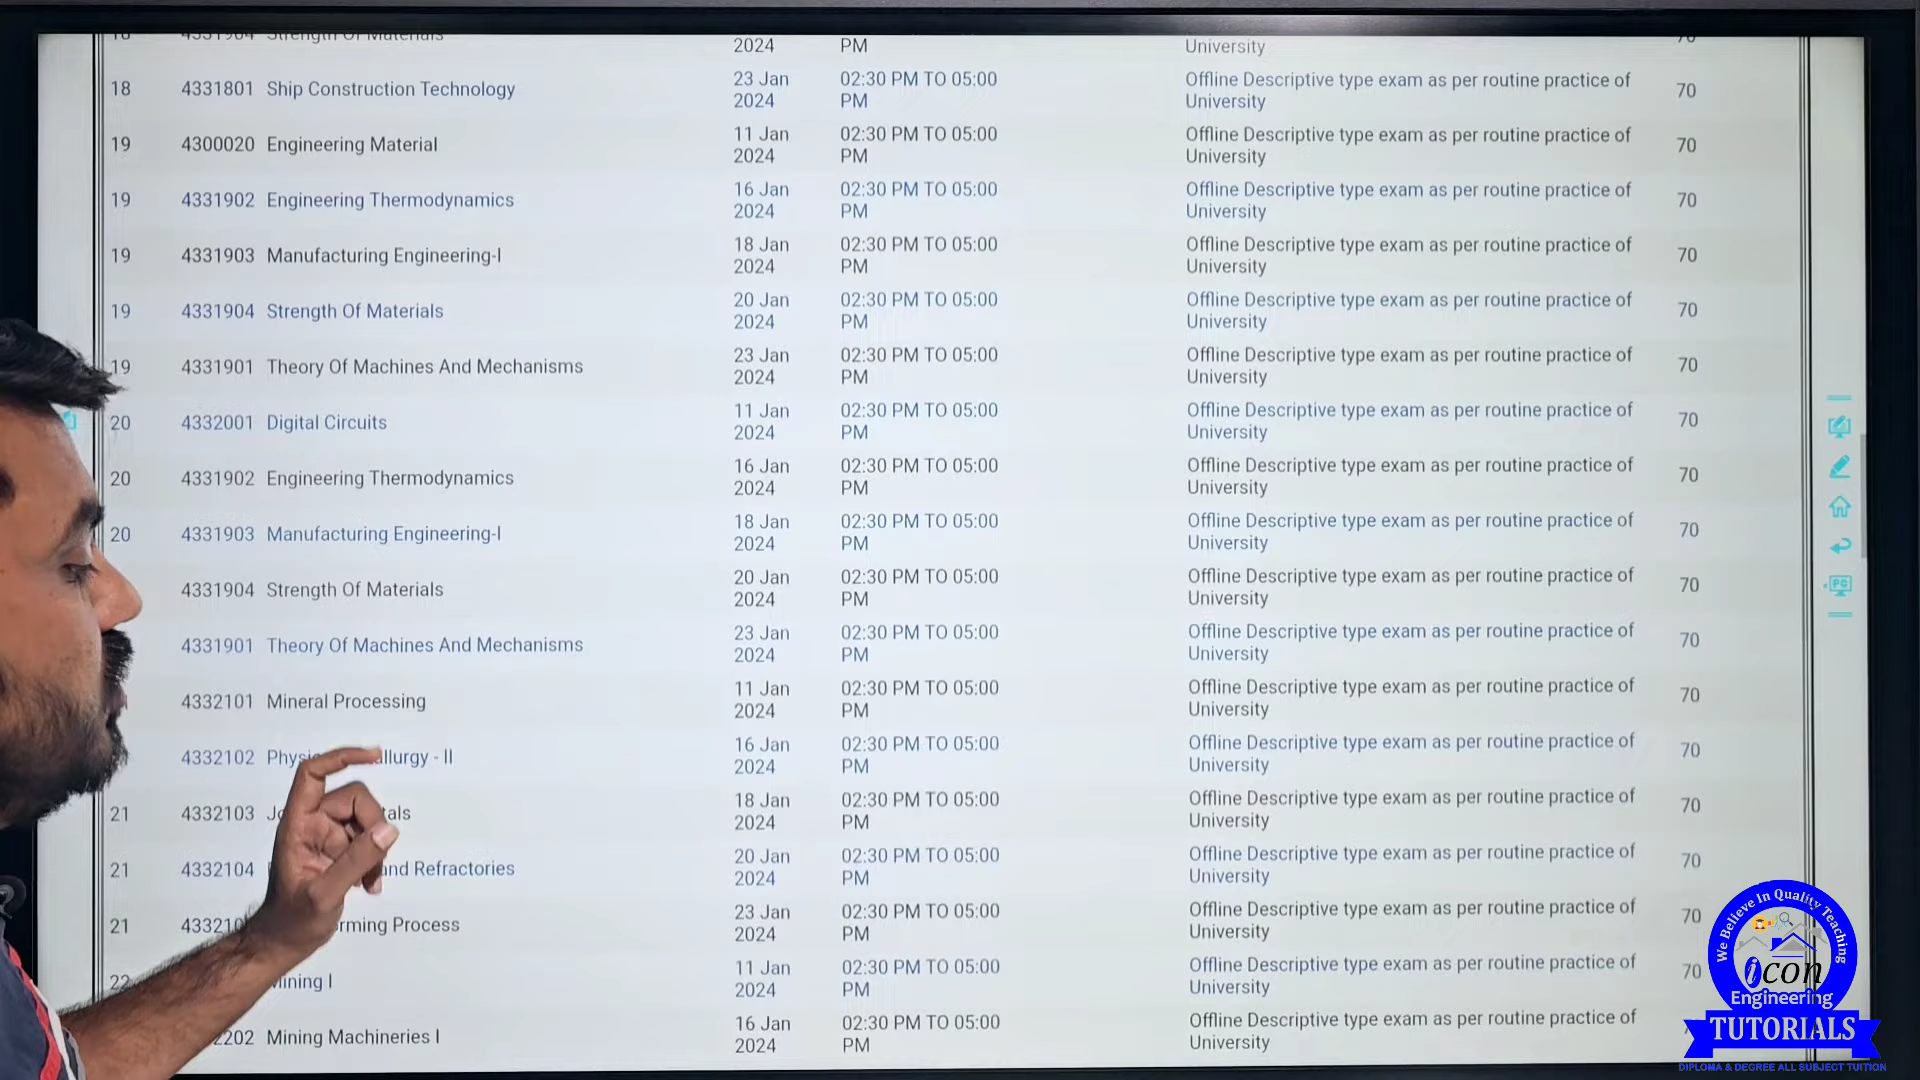 18 4331904 Strength Of Materials 2024 PM University 70
18 4331801 Ship Construction Technology 23 Jan 2024 02:30 PM TO 05:00 PM Offline Descriptive type exam as per routine practice of University 70
19 4300020 Engineering Material 11 Jan 2024 02:30 PM TO 05:00 PM Offline Descriptive type exam as per routine practice of University 70
19 4331902 Engineering Thermodynamics 16 Jan 2024 02:30 PM TO 05:00 PM Offline Descriptive type exam as per routine practice of University 70
19 4331903 Manufacturing Engineering-I 18 Jan 2024 02:30 PM TO 05:00 PM Offline Descriptive type exam as per routine practice of University 70
19 4331904 Strength Of Materials 20 Jan 2024 02:30 PM TO 05:00 PM Offline Descriptive type exam as per routine practice of University 70
19 4331901 Theory Of Machines And Mechanisms 23 Jan 2024 02:30 PM TO 05:00 PM Offline Descriptive type exam as per routine practice of University 70
20 4332001 Digital Circuits 11 Jan 2024 02:30 PM TO 05:00 PM Offline Descriptive type exam as per routine practice of University 70
20 4331902 Engineering Thermodynamics 16 Jan 2024 02:30 PM TO 05:00 PM Offline Descriptive type exam as per routine practice of University 70
20 4331903 Manufacturing Engineering-I 18 Jan 2024 02:30 PM TO 05:00 PM Offline Descriptive type exam as per routine practice of University 70
4331904 Strength Of Materials 20 Jan 2024 02:30 PM TO 05:00 PM Offline Descriptive type exam as per routine practice of University 70
4331901 Theory Of Machines And Mechanisms 23 Jan 2024 02:30 PM TO 05:00 PM Offline Descriptive type exam as per routine practice of University 70
4332101 Mineral Processing 11 Jan 2024 02:30 PM TO 05:00 PM Offline Descriptive type exam as per routine practice of University 70
4332102 - II 16 Jan 2024 02:30 PM TO 05:00 PM Offline Descriptive type exam as per routine practice of University 70
21 4332103 18 Jan 2024 02:30 PM TO 05:00 PM Offline Descriptive type exam as per routine practice of University 70
21 4332104 and Refractories 20 Jan 2024 02:30 PM TO 05:00 PM Offline Descriptive type exam as per routine practice of University 70
21 Process 23 Jan 2024 02:30 PM TO 05:00 PM Offline Descriptive type exam as per routine practice of University 70
22 Mining I 11 Jan 2024 02:30 PM TO 05:00 PM Offline Descriptive type exam as per routine practice of University 70
Mining Machineries I 16 Jan 2024 02:30 PM TO 05:00 PM Offline Descriptive type exam as per routine practice of University
PC
We Believe In Quality Teaching
icon
Engineering
TUTORIALS
DIPLOMA & DEGREE ALL SUBJECT TUITION